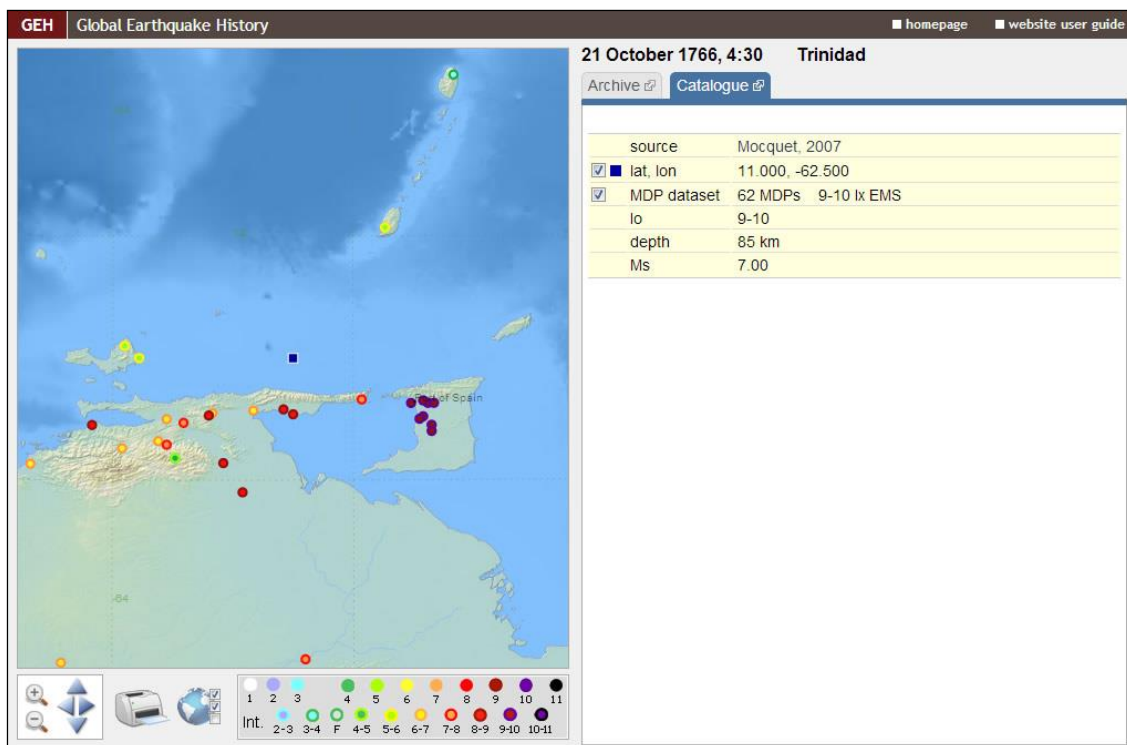 GEH Global Earthquake History homepage website user guide
21 October 1766, 4:30 Trinidad
Archive Catalogue
source Mocquet, 2007
lat, lon 11.000, -62.500
MDP dataset 62 MDPs 9-10 Ix EMS
Io 9-10
depth 85 km
Ms 7.00
Port of Spain
-64
1 2 3 4 5 6 7 8 9 10 11
Int. 2-3 3-4 F 4-5 5-6 6-7 7-8 8-9 9-10 10-11